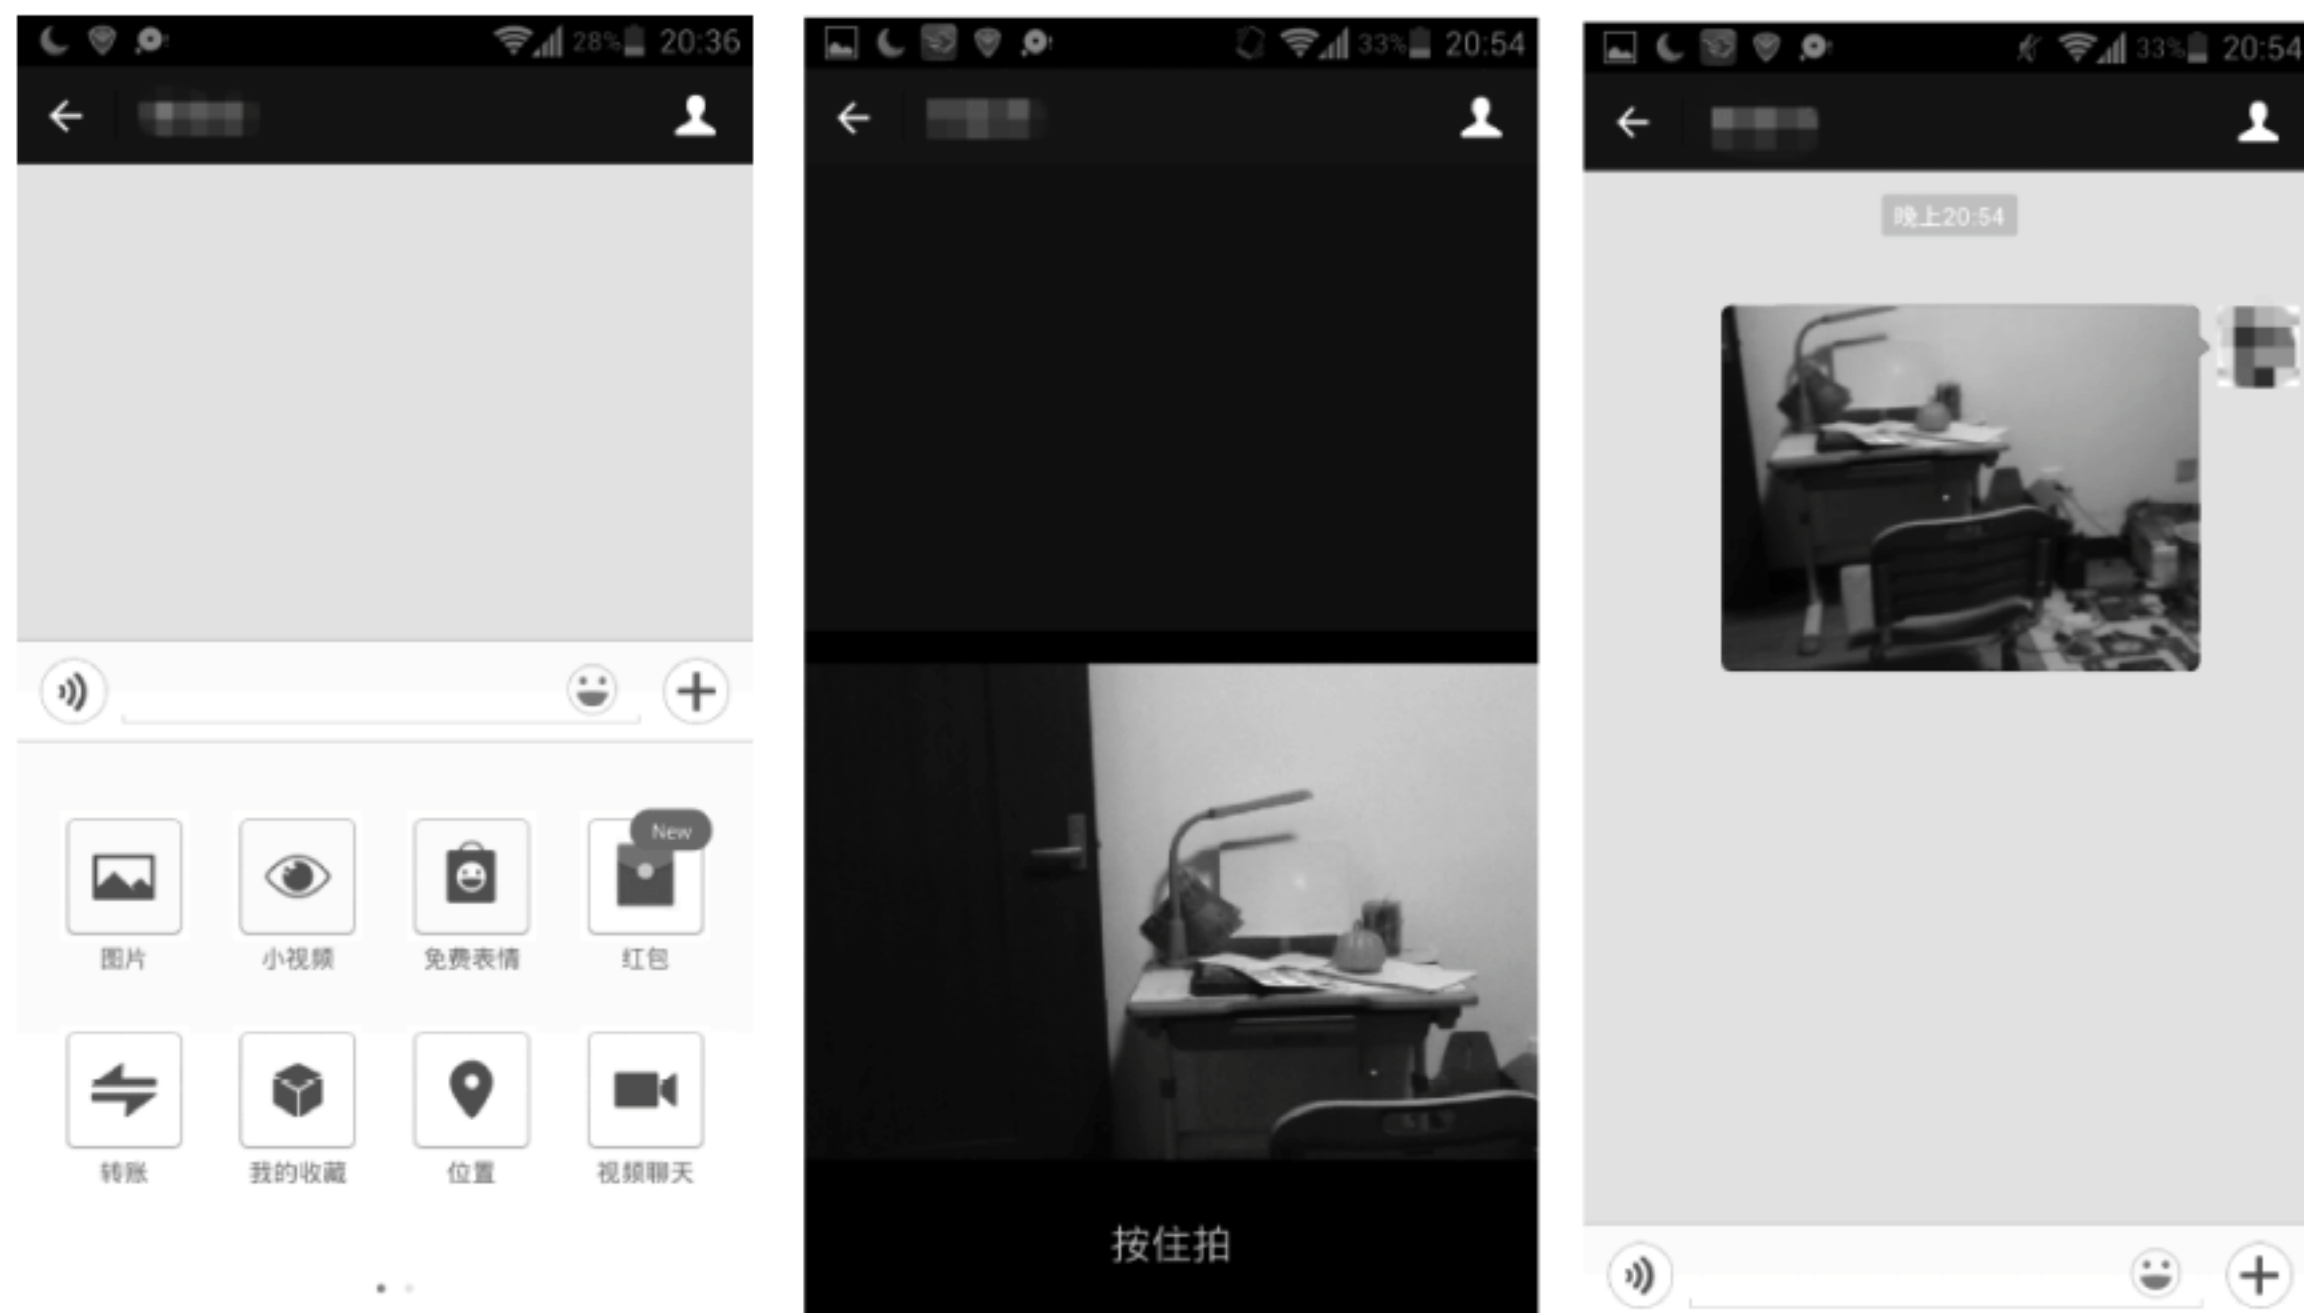 28% 20:36
New
图片 小视频 免费表情 红包
转账 我的收藏 位置 视频聊天
33% 20:54
按住拍
33% 20:54
晚上20:54